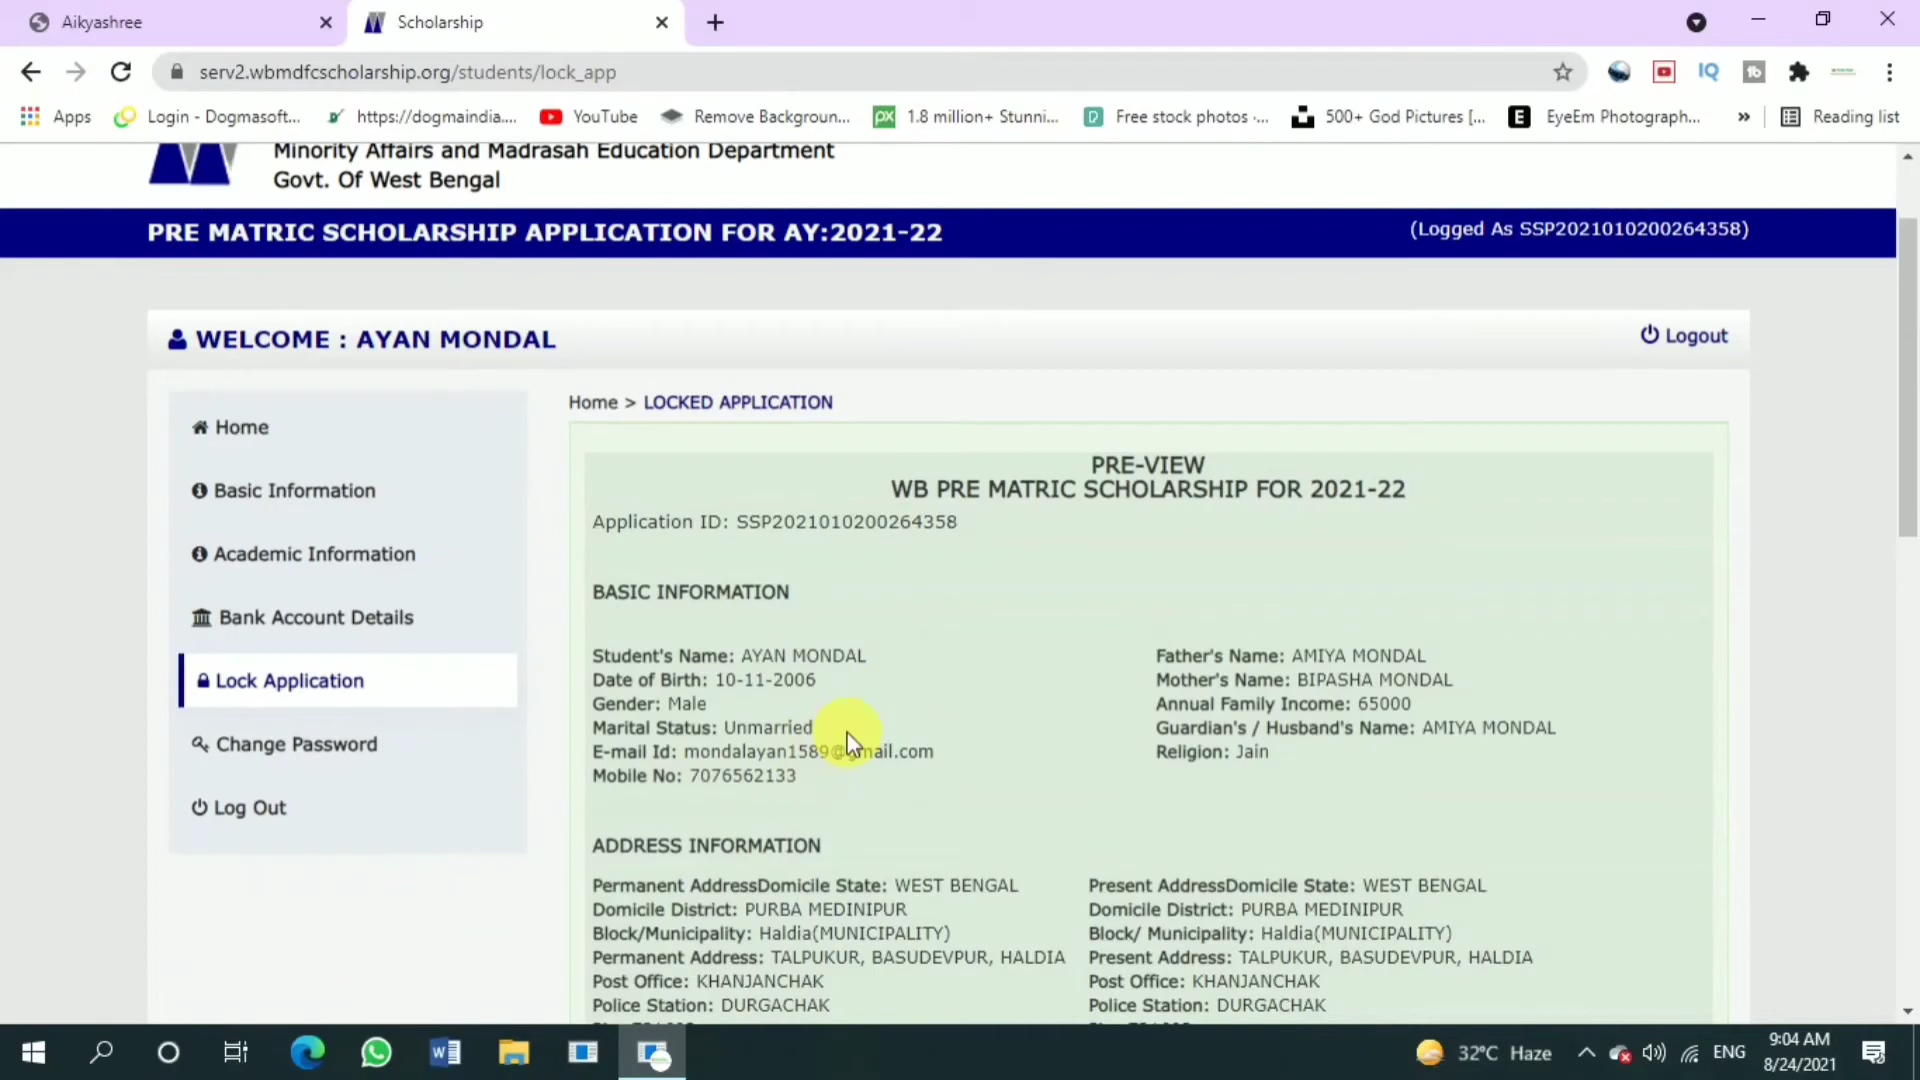 Aikyashree
Scholarship
serv2.wbmdfcscholarship.org/students/lock_app
Apps
Login - Dogmasoft...
https://dogmaindia....
YouTube
Remove Backgroun...
1.8 million+ Stunni...
Free stock photos ·...
500+ God Pictures [...
EyeEm Photograph...
»
Reading list
Minority Affairs and Madrasah Education Department
Govt. Of West Bengal
PRE MATRIC SCHOLARSHIP APPLICATION FOR AY:2021-22
(Logged As SSP2021010200264358)
WELCOME : AYAN MONDAL
Logout
Home
Basic Information
Academic Information
Bank Account Details
Lock Application
Change Password
Log Out
Home > LOCKED APPLICATION
PRE-VIEW
WB PRE MATRIC SCHOLARSHIP FOR 2021-22
Application ID: SSP2021010200264358
BASIC INFORMATION
Student's Name: AYAN MONDAL
Date of Birth: 10-11-2006
Gender: Male
Marital Status: Unmarried
E-mail Id: mondalayan1589@gmail.com
Mobile No: 7076562133
Father's Name: AMIYA MONDAL
Mother's Name: BIPASHA MONDAL
Annual Family Income: 65000
Guardian's / Husband's Name: AMIYA MONDAL
Religion: Jain
ADDRESS INFORMATION
Permanent AddressDomicile State: WEST BENGAL
Domicile District: PURBA MEDINIPUR
Block/Municipality: Haldia(MUNICIPALITY)
Permanent Address: TALPUKUR, BASUDEVPUR, HALDIA
Post Office: KHANJANCHAK
Police Station: DURGACHAK
Present AddressDomicile State: WEST BENGAL
Domicile District: PURBA MEDINIPUR
Block/ Municipality: Haldia(MUNICIPALITY)
Present Address: TALPUKUR, BASUDEVPUR, HALDIA
Post Office: KHANJANCHAK
Police Station: DURGACHAK
32°C Haze
ENG
9:04 AM
8/24/2021